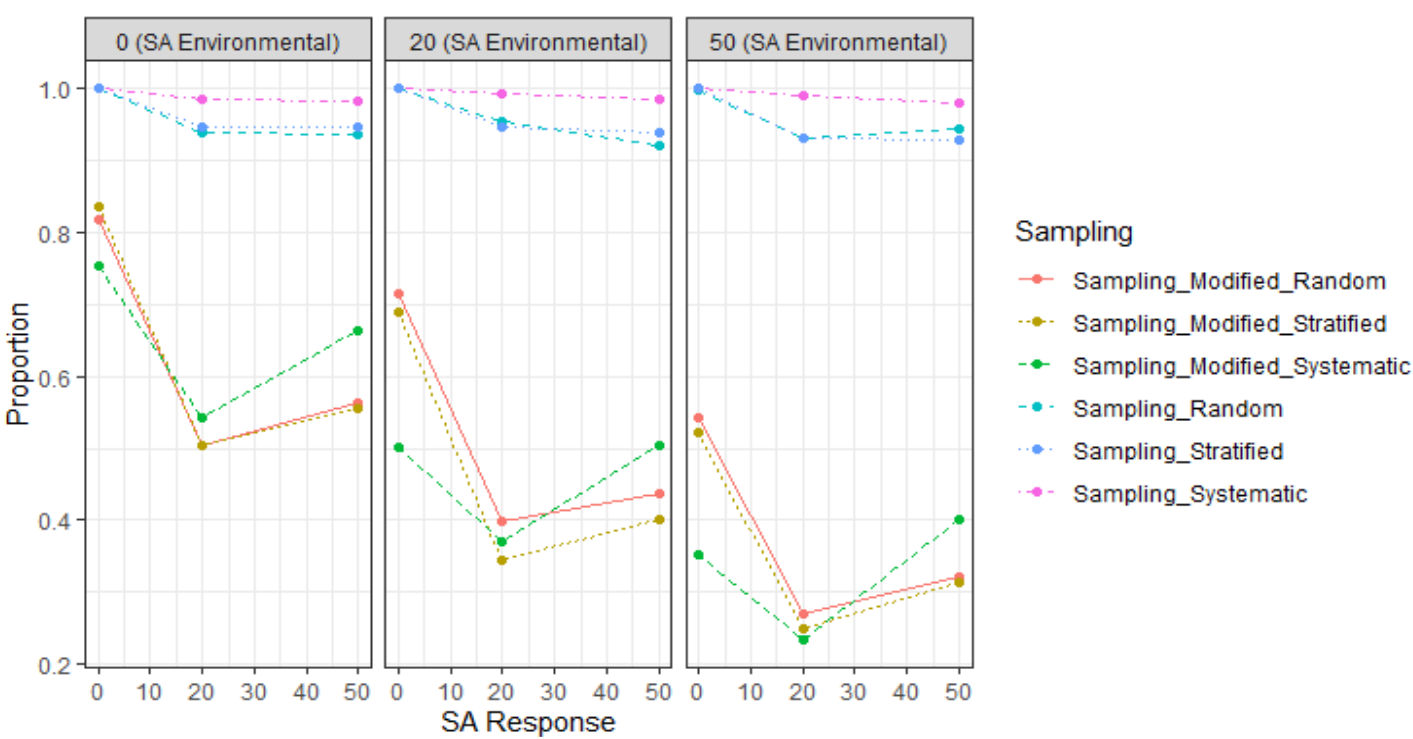 0 (SA Environmental) 20 (SA Environmental) 50 (SA Environmental)
1.0
0.8
0.6
0.4
0.2
Proportion
0 10 20 30 40 50 0 10 20 30 40 50 0 10 20 30 40 50
SA Response
Sampling
Sampling_Modified_Random
Sampling_Modified_Stratified
Sampling_Modified_Systematic
Sampling_Random
Sampling_Stratified
Sampling_Systematic